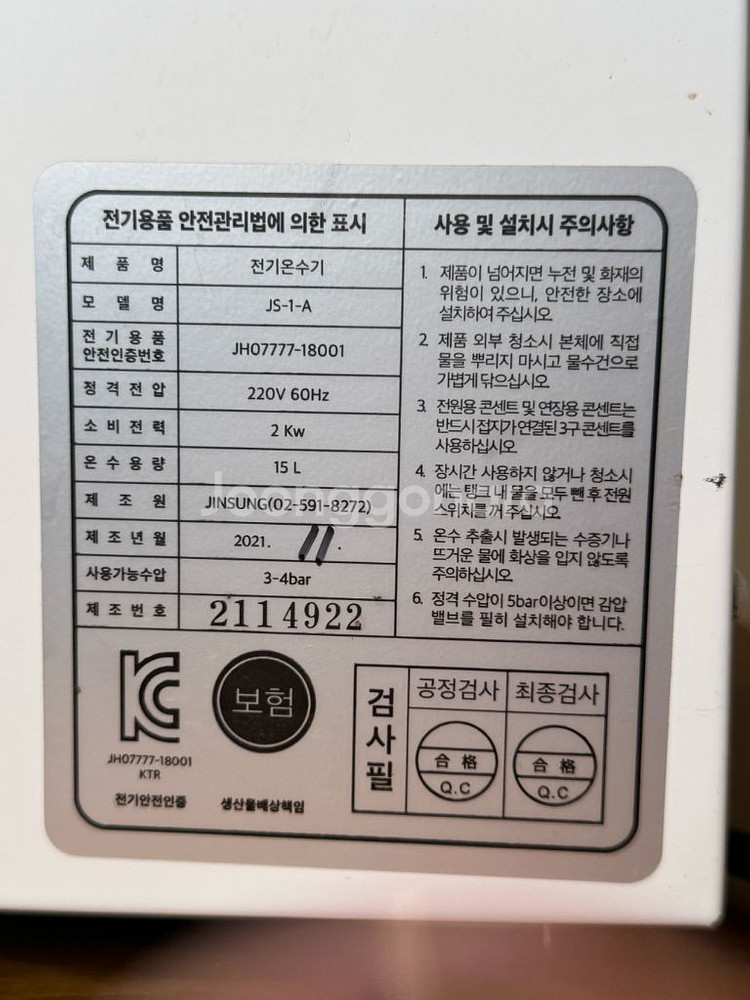 전기용품 안전관리법에 의한 표시
제품명 전기온수기
모델명 JS-1-A
전기용품
안전인증번호 JH07777-18001
정격전압 220V 60Hz
소비전력 2 Kw
온수용량 15 L
제조원 JINSUNG(02-591-8272)
제조년월 2021. 11.
사용가능수압 3-4bar
제조번호 2114922
사용 및 설치시 주의사항
1. 제품이 넘어지면 누전 및 화재의
위험이 있으니, 안전한 장소에
설치하여 주십시오
2. 제품 외부 청소시 본체에 직접
물을 뿌리지 마시고 물수건으로
가볍게 닦으십시오
3. 전원용 콘센트 및 연장용 콘센트는
반드시 접지가 연결된 3구 콘센트를
사용하십시오
4. 장시간 사용하지 않거나 청소시
에는 탱크 내 물을 모두 뺀 후 전원
스위치를 꺼 주십시오
5. 온수 추출시 발생되는 수증기나
뜨거운 물에 화상을 입지 않도록
주의하십시오
6. 정격 수압이 5bar이상이면 감압
밸브를 필히 설치해야 합니다.
JH07777-18001
KTR
전기안전인증
보험
생산물배상책임
검사필
공정검사 최종검사
合格 合格
Q.C Q.C